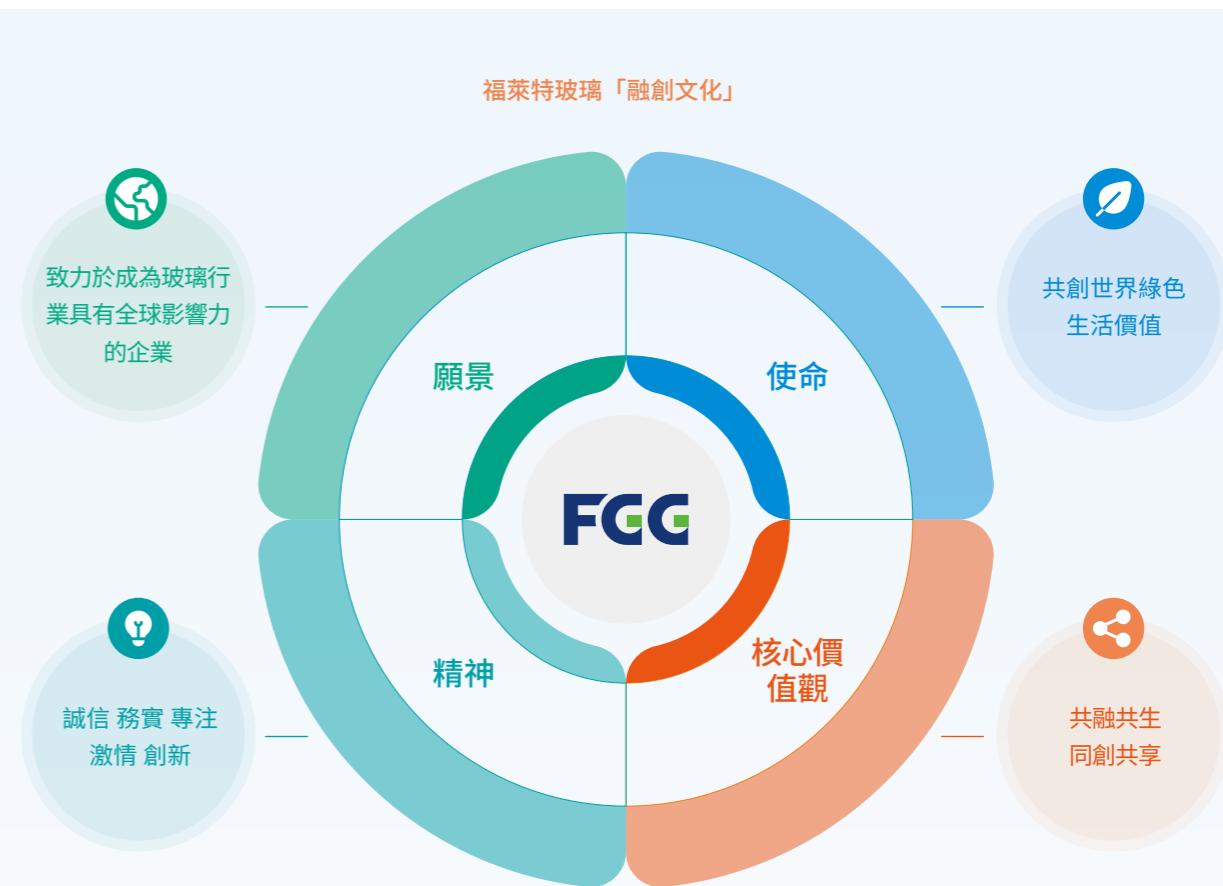 福萊特玻璃「融創文化」
致力於成為玻璃行
業具有全球影響力
的企業
共創世界綠色
生活價值
願景
使命
FGG
精神
核心價
值觀
誠信 務實 專注
激情 創新
共融共生
同創共享